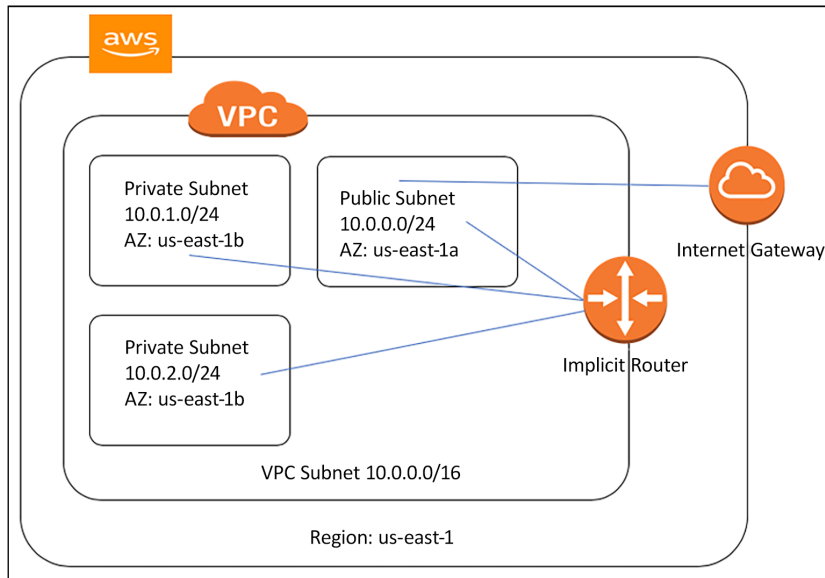 aws
VPC
Private Subnet
10.0.1.0/24
AZ: us-east-1b
Public Subnet
10.0.0.0/24
AZ: us-east-1a
Internet Gateway
Private Subnet
10.0.2.0/24
AZ: us-east-1b
Implicit Router
VPC Subnet 10.0.0.0/16
Region: us-east-1